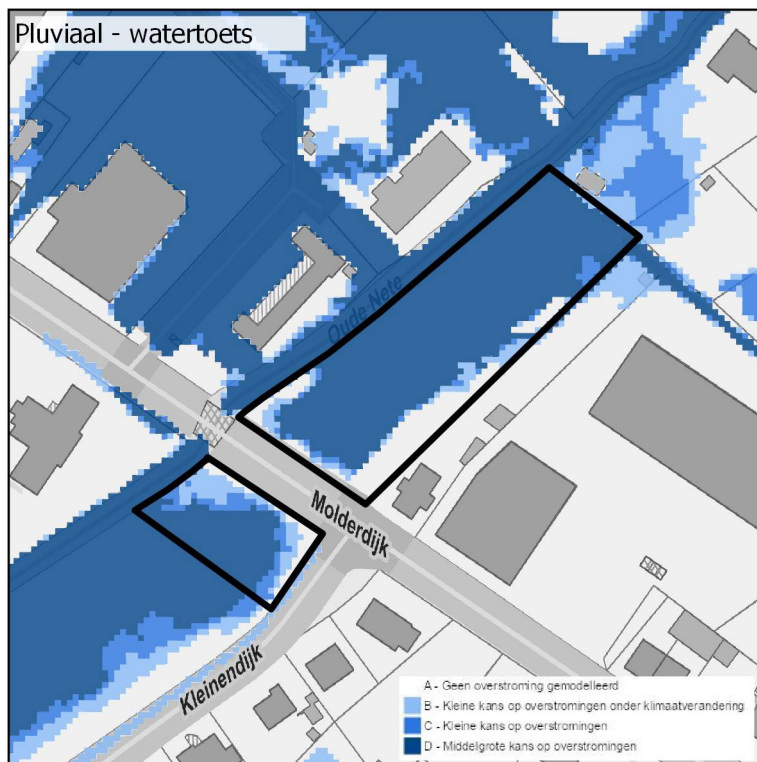 Pluviaal - watertoets
Oude Nete
Molderdijk
Kleinendijk
A - Geen overstroming gemodelleerd
B - Kleine kans op overstromingen onder klimaatverandering
C - Kleine kans op overstromingen
D - Middelgrote kans op overstromingen